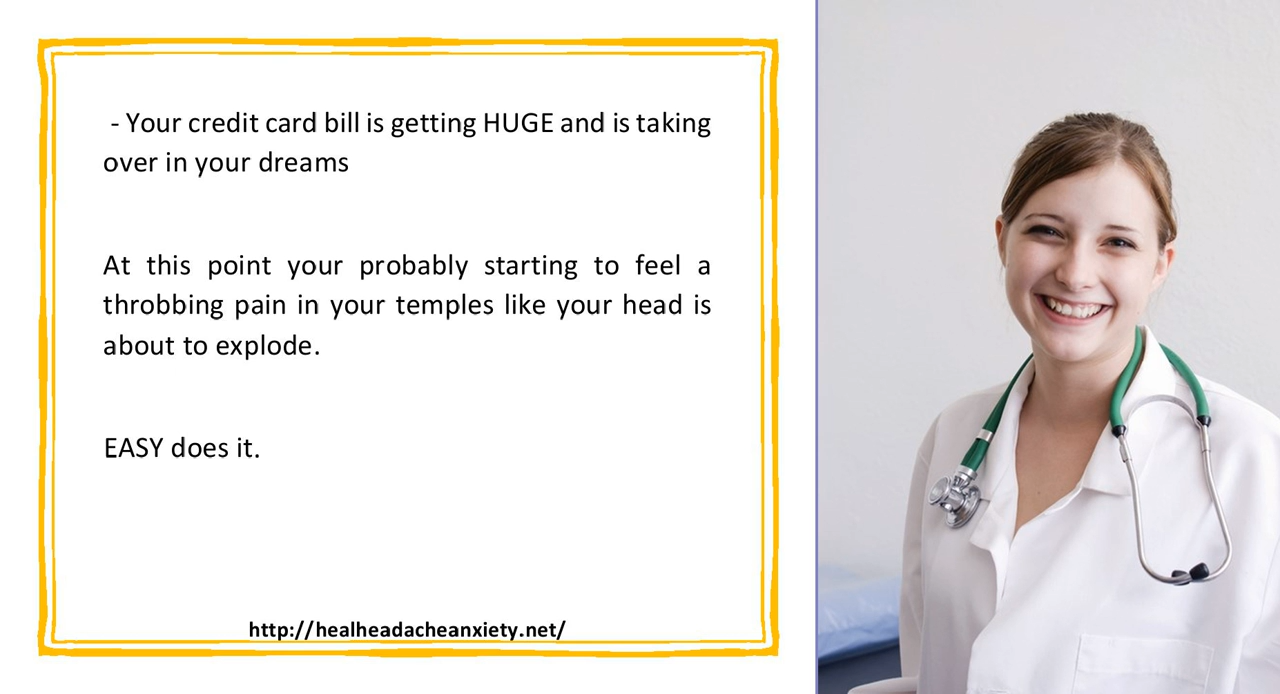 - Your credit card bill is getting HUGE and is taking
over in your dreams
At this point your probably starting to feel a
throbbing pain in your temples like your head is
about to explode.
EASY does it.
http://healheadacheanxiety.net/